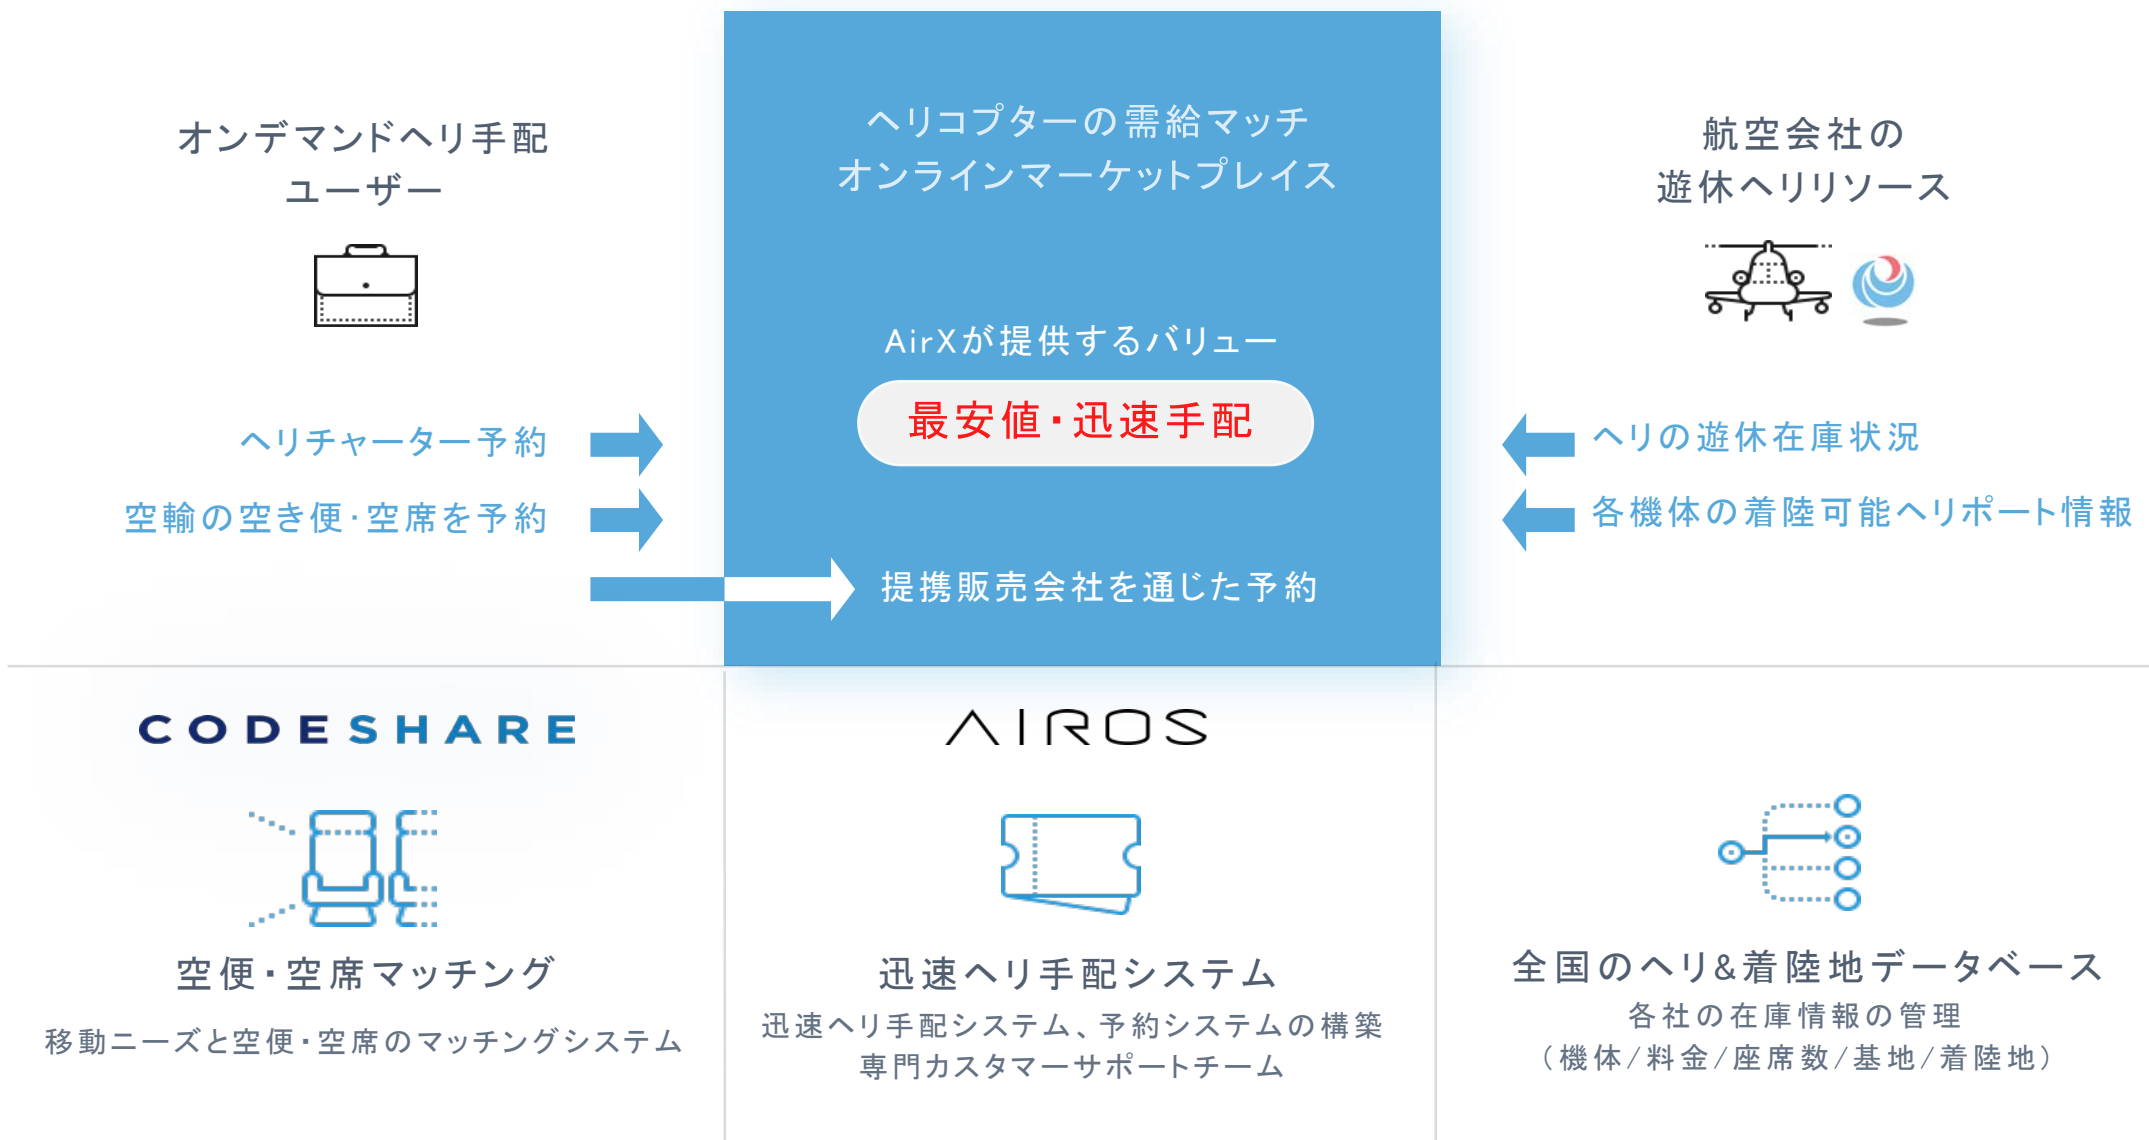 オンデマンドヘリ手配
ユーザー
ヘリチャーター予約
空輸の空き便・空席を予約
ヘリコプターの需給マッチ
オンラインマーケットプレイス
AirXが提供するバリュー
最安値・迅速手配
提携販売会社を通じた予約
航空会社の
遊休ヘリリソース
ヘリの遊休在庫状況
各機体の着陸可能ヘリポート情報
CODESHARE
空便・空席マッチング
移動ニーズと空便・空席のマッチングシステム
AIROS
迅速ヘリ手配システム
迅速ヘリ手配システム、予約システムの構築
専門カスタマーサポートチーム
全国のヘリ&着陸地データベース
各社の在庫情報の管理
（機体/料金/座席数/基地/着陸地）